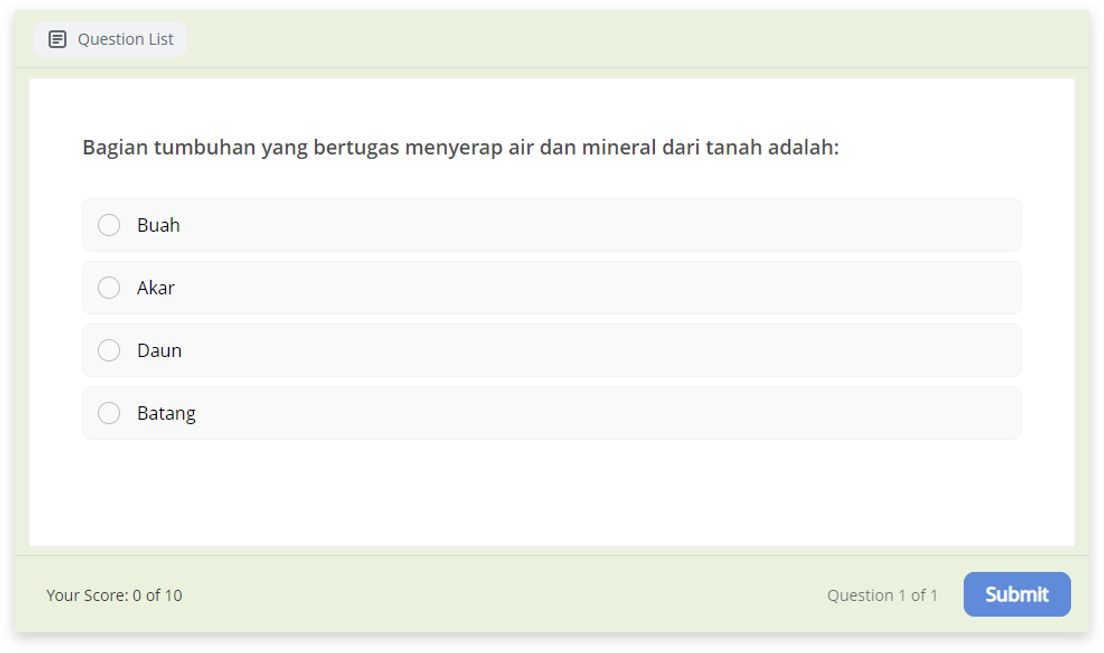 Question List
Bagian tumbuhan yang bertugas menyerap air dan mineral dari tanah adalah:
Buah
Akar
Daun
Batang
Your Score: 0 of 10
Question 1 of 1
Submit